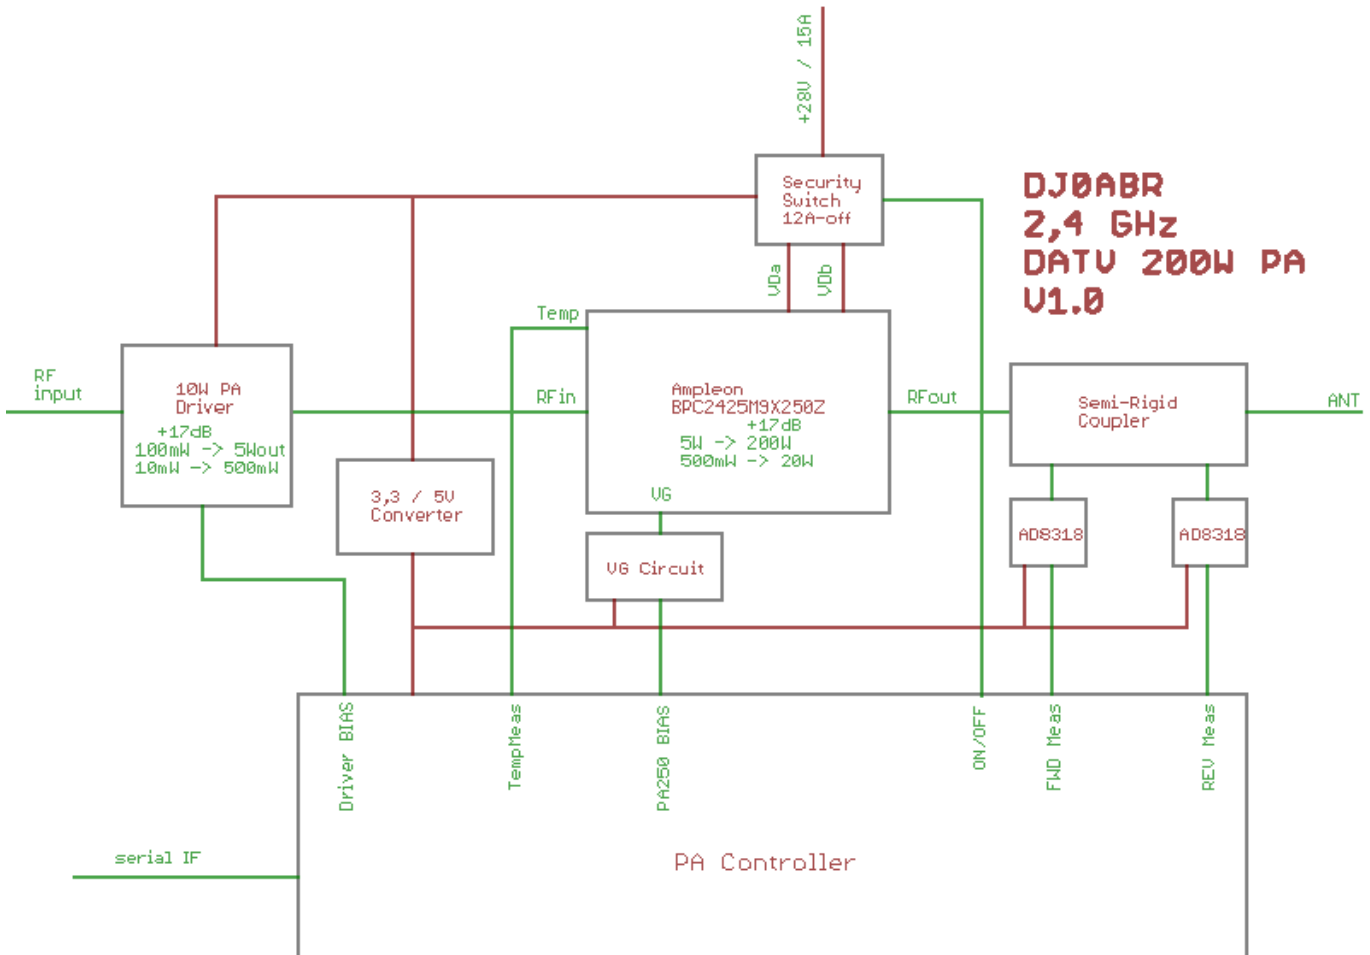 +28V / 15A
Security
Switch
12A-off
DJ0ABR
2,4 GHz
DATV 200W PA
V1.0
VDa
VDb
Temp
RF
input
10W PA
Driver
+17dB
100mW -> 5Wout
10mW -> 500mW
RFin
Ampleon
BPC2425M9X250Z
+17dB
5W -> 200W
500mW -> 20W
VG
RFout
Semi-Rigid
Coupler
ANT
3,3 / 5V
Converter
VG Circuit
AD8318
AD8318
Driver BIAS
TempMeas
PA250 BIAS
ON/OFF
FWD Meas
REV Meas
serial IF
PA Controller